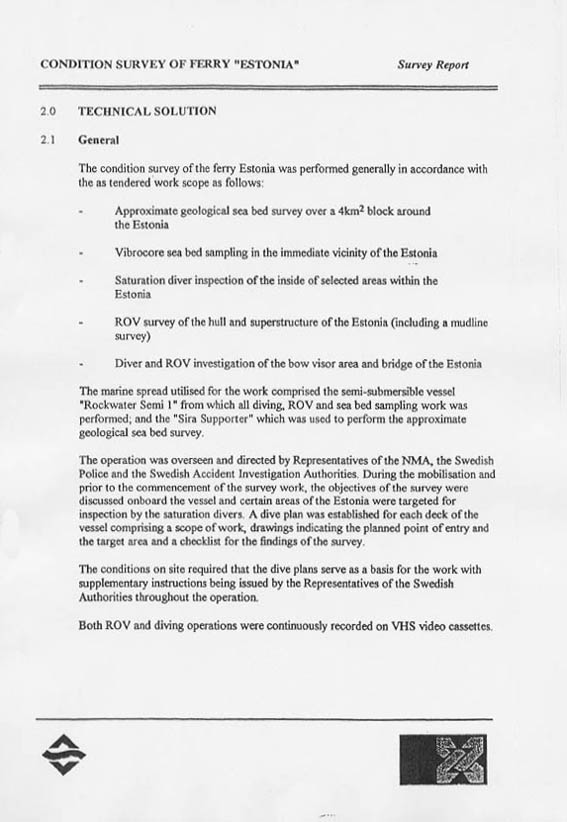 CONDITION SURVEY OF FERRY "ESTONIA" Survey Report
2.0 TECHNICAL SOLUTION
2.1 General
The condition survey of the ferry Estonia was performed generally in accordance with
the as tendered work scope as follows:
- Approximate geological sea bed survey over a 4km² block around
the Estonia
- Vibrocore sea bed sampling in the immediate vicinity of the Estonia
- Saturation diver inspection of the inside of selected areas within the
Estonia
- ROV survey of the hull and superstructure of the Estonia (including a mudline
survey)
- Diver and ROV investigation of the bow visor area and bridge of the Estonia
The marine spread utilised for the work comprised the semi-submersible vessel
"Rockwater Semi 1" from which all diving, ROV and sea bed sampling work was
performed; and the "Sira Supporter" which was used to perform the approximate
geological sea bed survey.
The operation was overseen and directed by Representatives of the NMA, the Swedish
Police and the Swedish Accident Investigation Authorities. During the mobilisation and
prior to the commencement of the survey work, the objectives of the survey were
discussed onboard the vessel and certain areas of the Estonia were targeted for
inspection by the saturation divers. A dive plan was established for each deck of the
vessel comprising a scope of work, drawings indicating the planned point of entry and
the target area and a checklist for the findings of the survey.
The conditions on site required that the dive plans serve as a basis for the work with
supplementary instructions being issued by the Representatives of the Swedish
Authorities throughout the operation.
Both ROV and diving operations were continuously recorded on VHS video cassettes.